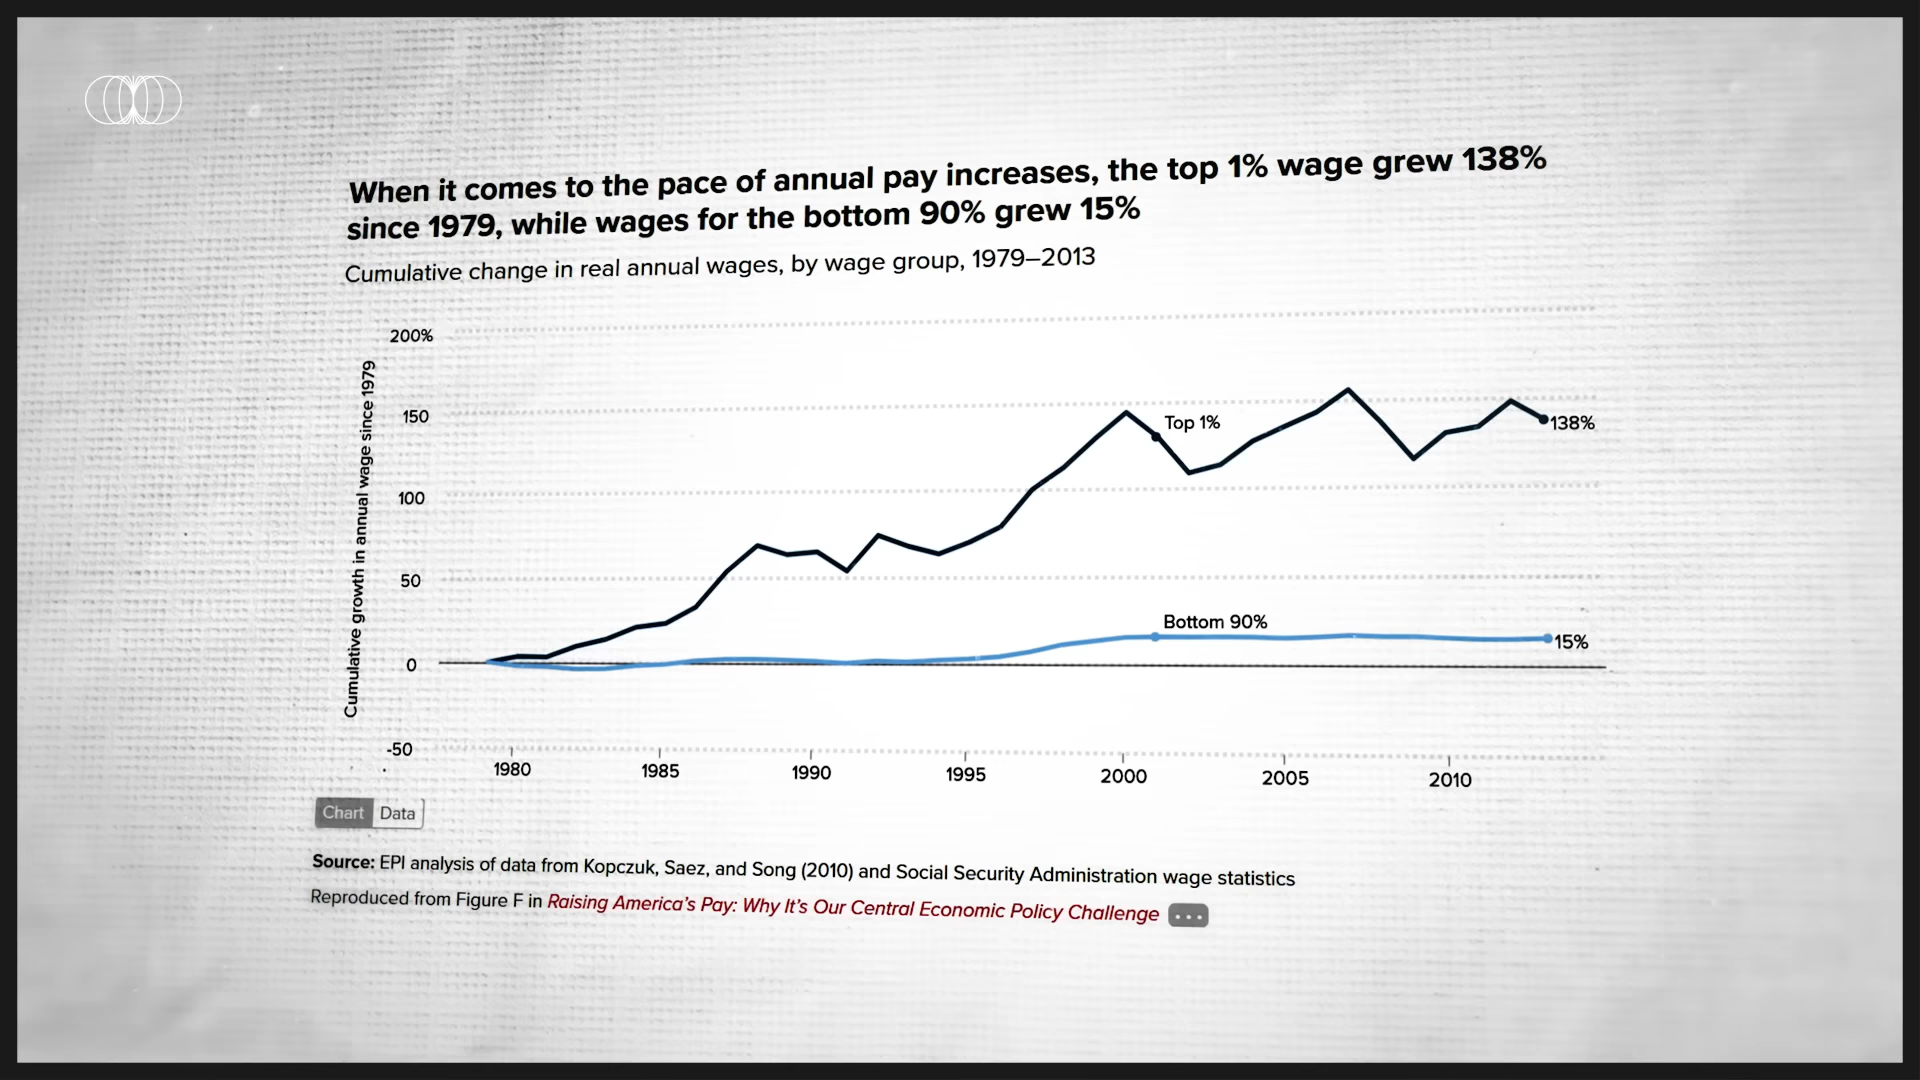 When it comes to the pace of annual pay increases, the top 1% wage grew 138%
since 1979, while wages for the bottom 90% grew 15%
Cumulative change in real annual wages, by wage group, 1979–2013
Cumulative growth in annual wage since 1979
200%
150
100
50
0
-50
Top 1%
138%
Bottom 90%
15%
1980
1985
1990
1995
2000
2005
2010
Chart
Data
Source: EPI analysis of data from Kopczuk, Saez, and Song (2010) and Social Security Administration wage statistics
Reproduced from Figure F in Raising America's Pay: Why It's Our Central Economic Policy Challenge